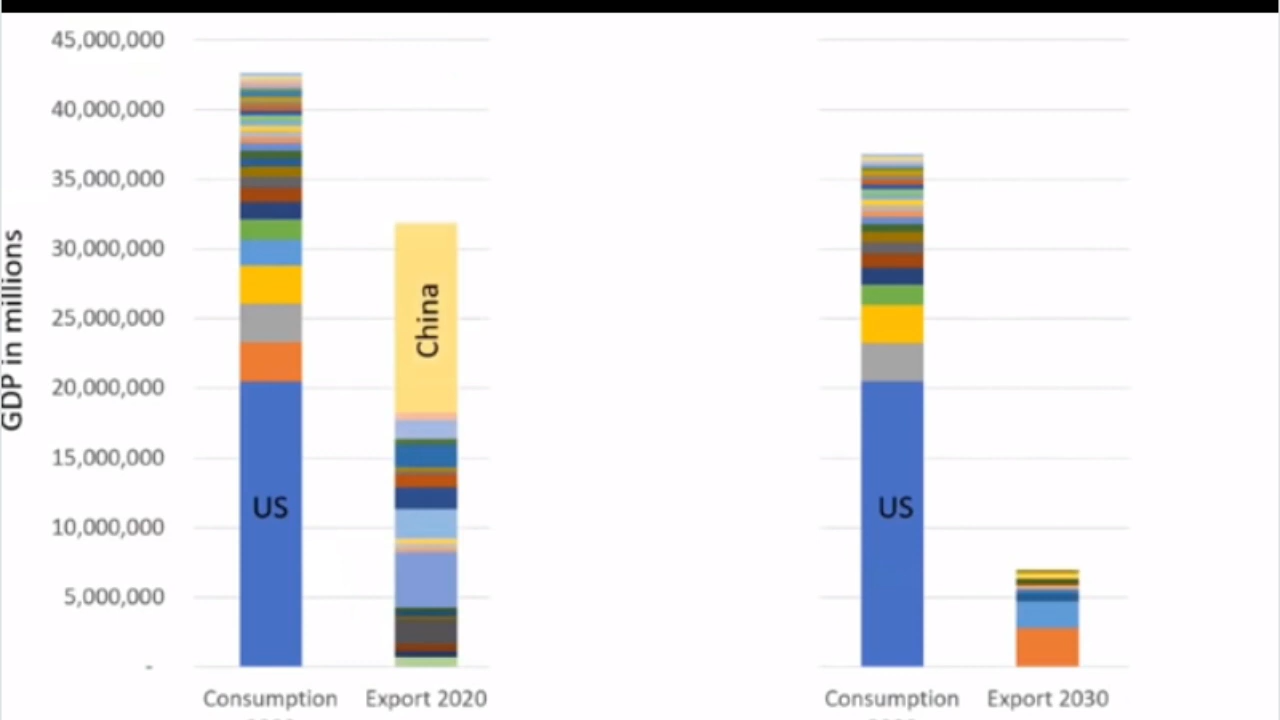 45,000,000
40,000,000
35,000,000
30,000,000
25,000,000
20,000,000
15,000,000
10,000,000
5,000,000
-
GDP in millions
US
China
US
Consumption
Export 2020
Consumption
Export 2030